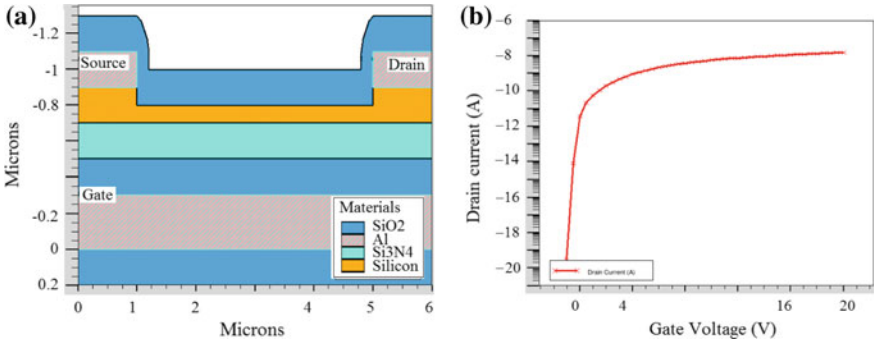 (a)
Microns
-1.2
-1
-0.8
-0.2
0
0.2
Source
Drain
Gate
Materials
SiO2
Al
Si3N4
Silicon
0
1
2
4
5
6
Microns
(b)
Drain current (A)
−6
−8
−10
−12
−14
−16
−18
−20
Drain Current (A)
0
4
16
20
Gate Voltage (V)